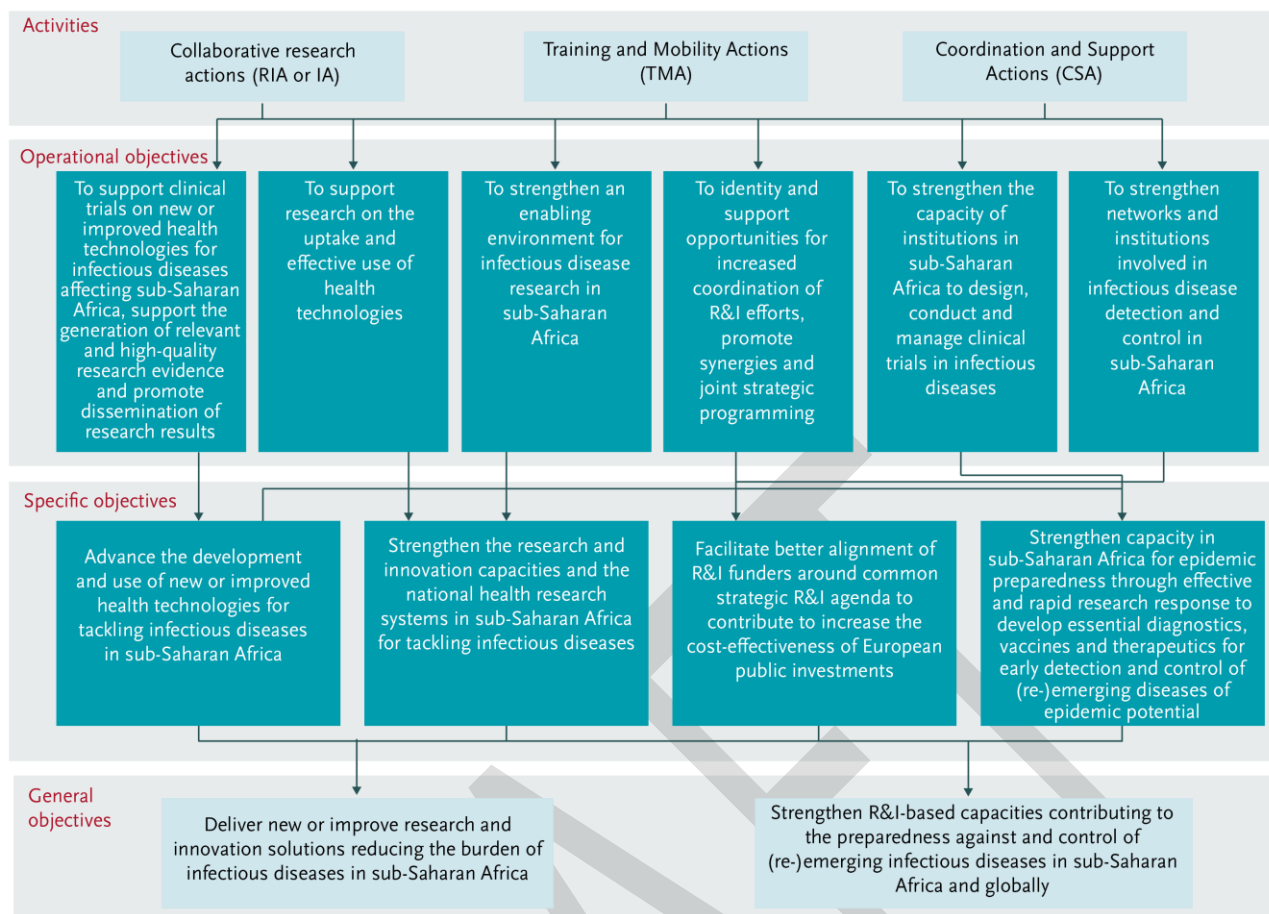 Activities
Collaborative research
actions (RIA or IA)
Training and Mobility Actions
(TMA)
Coordination and Support
Actions (CSA)
Operational objectives
To support clinical
trials on new or
improved health
technologies for
infectious diseases
affecting sub-Saharan
Africa, support the
generation of relevant
and high-quality
research evidence
and promote
dissemination of
research results
To support
research on the
uptake and
effective use of
health
technologies
To strengthen an
enabling
environment for
infectious disease
research in
sub-Saharan
Africa
To identity and
support
opportunities for
increased
coordination of
R&I efforts,
promote
synergies and
joint strategic
programming
To strengthen the
capacity of
institutions in
sub-Saharan
Africa to design,
conduct and
manage clinical
trials in infectious
diseases
To strengthen
networks and
institutions
involved in
infectious disease
detection and
control in
sub-Saharan
Africa
Specific objectives
Advance the development
and use of new or improved
health technologies for
tackling infectious diseases
in sub-Saharan Africa
Strengthen the research and
innovation capacities and the
national health research
systems in sub-Saharan Africa
for tackling infectious diseases
Facilitate better alignment of
R&I funders around common
strategic R&I agenda to
contribute to increase the
cost-effectiveness of European
public investments
Strengthen capacity in
sub-Saharan Africa for epidemic
preparedness through effective
and rapid research response to
develop essential diagnostics,
vaccines and therapeutics for
early detection and control of
(re-)emerging diseases of
epidemic potential
General
objectives
Deliver new or improve research and
innovation solutions reducing the burden of
infectious diseases in sub-Saharan Africa
Strengthen R&I-based capacities contributing to
the preparedness against and control of
(re-)emerging infectious diseases in sub-Saharan
Africa and globally